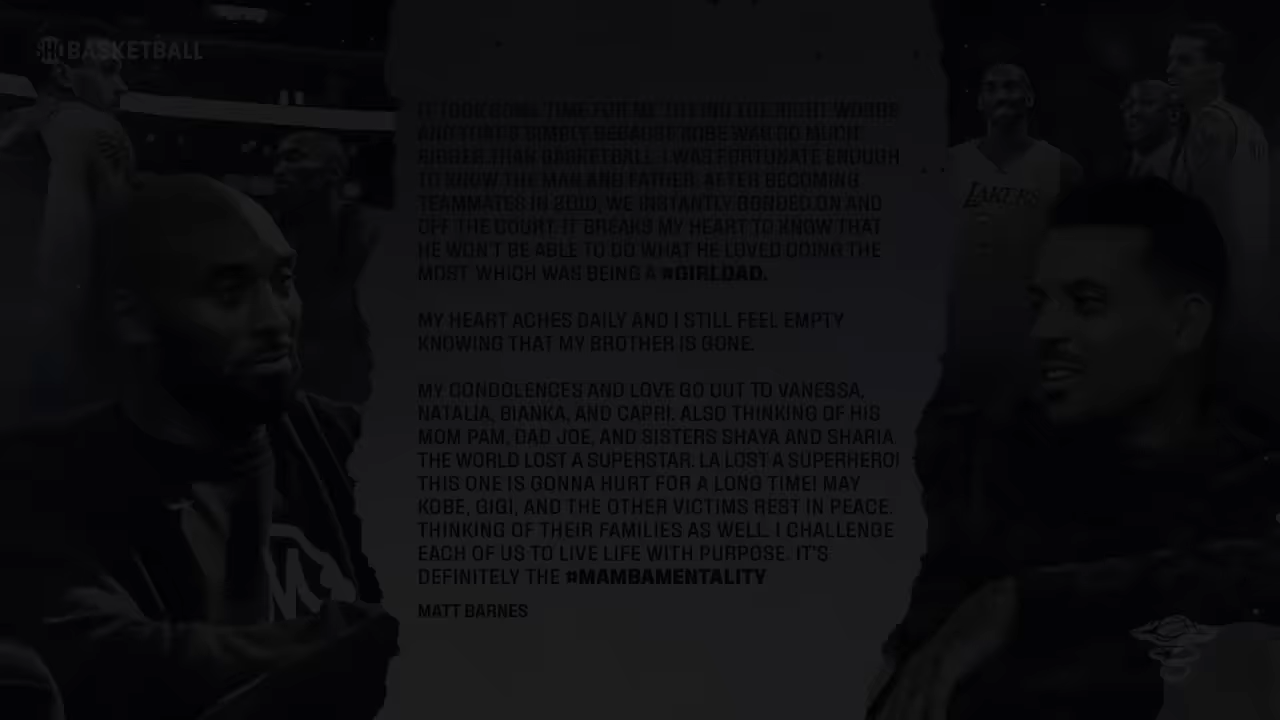 SHO BASKETBALL
IT TOOK SOME TIME FOR ME TO FIND THE RIGHT WORDS
AND THAT'S SIMPLY BECAUSE KOBE WAS SO MUCH
BIGGER THAN BASKETBALL. I WAS FORTUNATE ENOUGH
TO KNOW THE MAN AND FATHER. AFTER BECOMING
TEAMMATES IN 2010, WE INSTANTLY BONDED ON AND
OFF THE COURT. IT BREAKS MY HEART TO KNOW THAT
HE WON'T BE ABLE TO DO WHAT HE LOVED DOING THE
MOST, WHICH WAS BEING A #GIRLDAD.
MY HEART ACHES DAILY AND I STILL FEEL EMPTY
KNOWING THAT MY BROTHER IS GONE.
MY CONDOLENCES AND LOVE GO OUT TO VANESSA,
NATALIA, BIANKA, AND CAPRI. ALSO THINKING OF HIS
MOM PAM, DAD JOE, AND SISTERS SHAYA AND SHARIA.
THE WORLD LOST A SUPERSTAR. LA LOST A SUPERHERO!
THIS ONE IS GONNA HURT FOR A LONG TIME! MAY
KOBE, GIGI, AND THE OTHER VICTIMS REST IN PEACE.
THINKING OF THEIR FAMILIES AS WELL. I CHALLENGE
EACH OF US TO LIVE LIFE WITH PURPOSE. IT'S
DEFINITELY THE #MAMBAMENTALITY
MATT BARNES
LAKERS